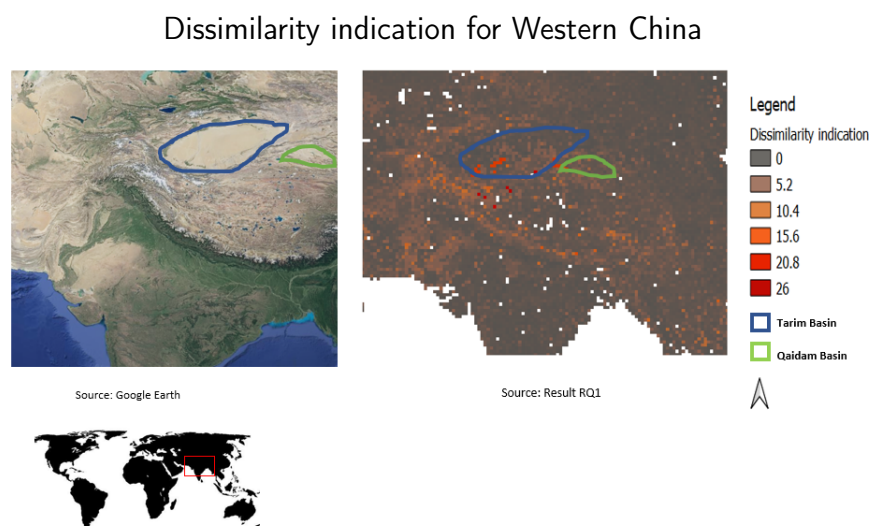 Dissimilarity indication for Western China
Legend
Dissimilarity indication
0
5.2
10.4
15.6
20.8
26
Tarim Basin
Qaidam Basin
Source: Google Earth
Source: Result RQ1